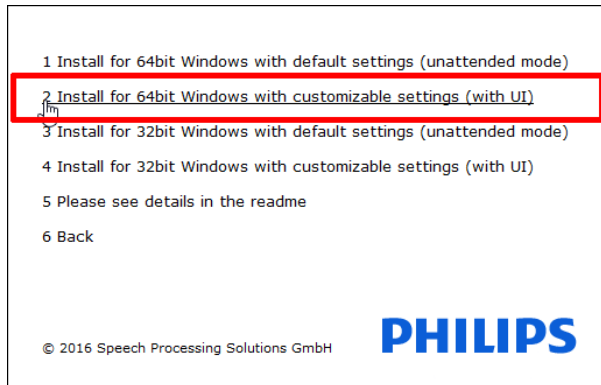 1 Install for 64bit Windows with default settings (unattended mode)
2 Install for 64bit Windows with customizable settings (with UI)
3 Install for 32bit Windows with default settings (unattended mode)
4 Install for 32bit Windows with customizable settings (with UI)
5 Please see details in the readme
6 Back
© 2016 Speech Processing Solutions GmbH
PHILIPS